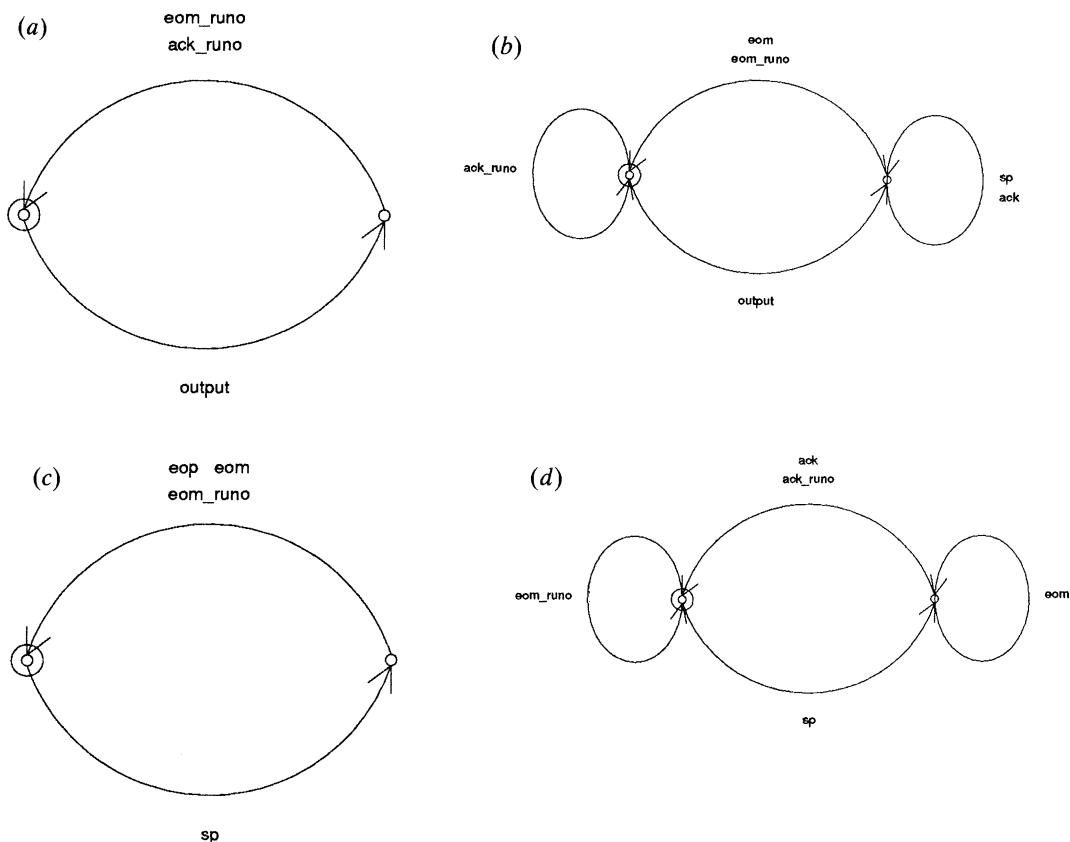 (a)
eom_runo
ack_runo
output
(b)
eom
eom_runo
ack_runo
sp
ack
output
(c)
eop eom
eom_runo
sp
(d)
ack
ack_runo
eom_runo
eom
sp